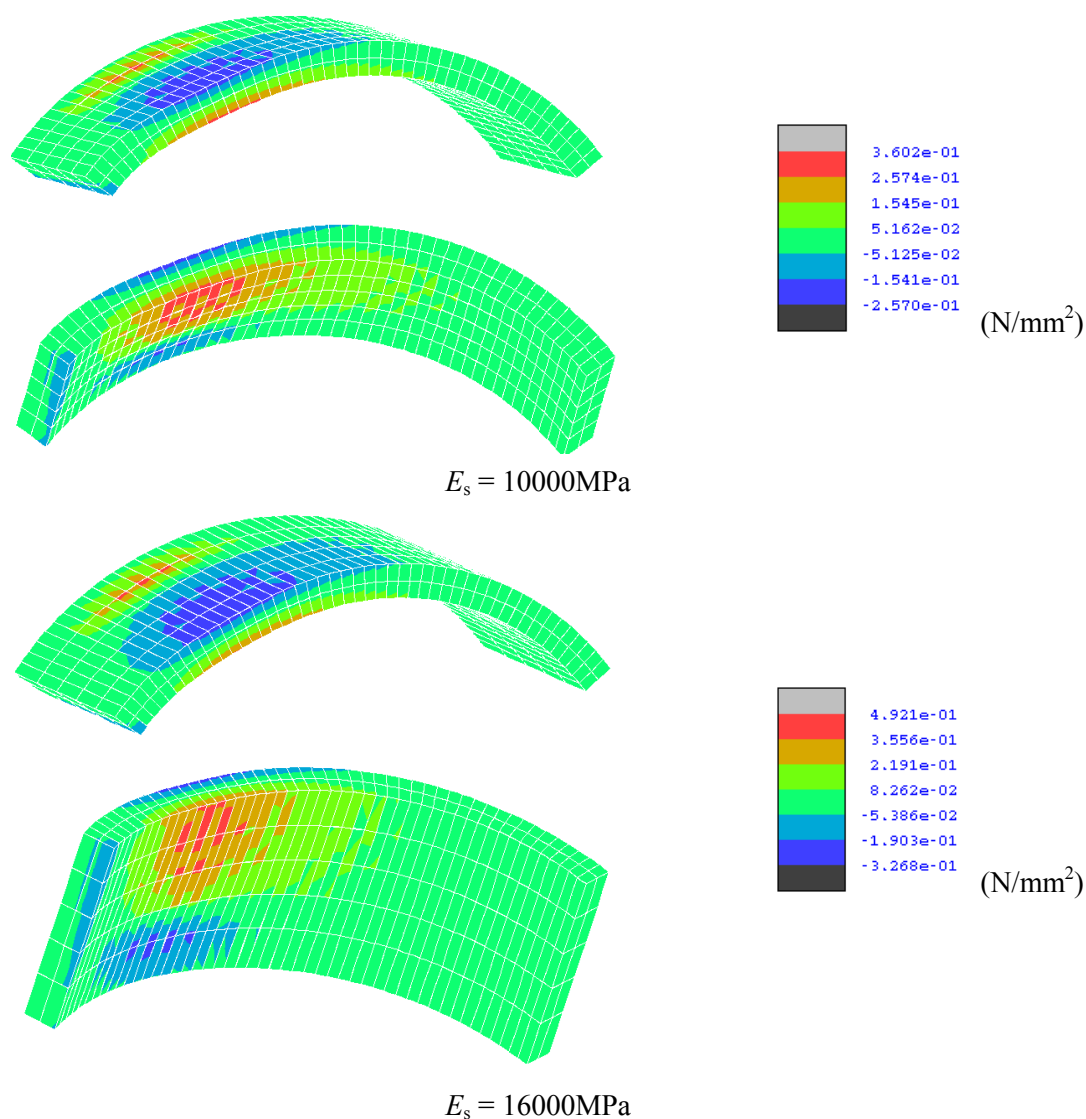 3.602e-01
2.574e-01
1.545e-01
5.162e-02
-5.125e-02
-1.541e-01
-2.570e-01
(N/mm²)
Eₛ = 10000MPa
4.921e-01
3.556e-01
2.191e-01
8.262e-02
-5.386e-02
-1.903e-01
-3.268e-01
(N/mm²)
Eₛ = 16000MPa